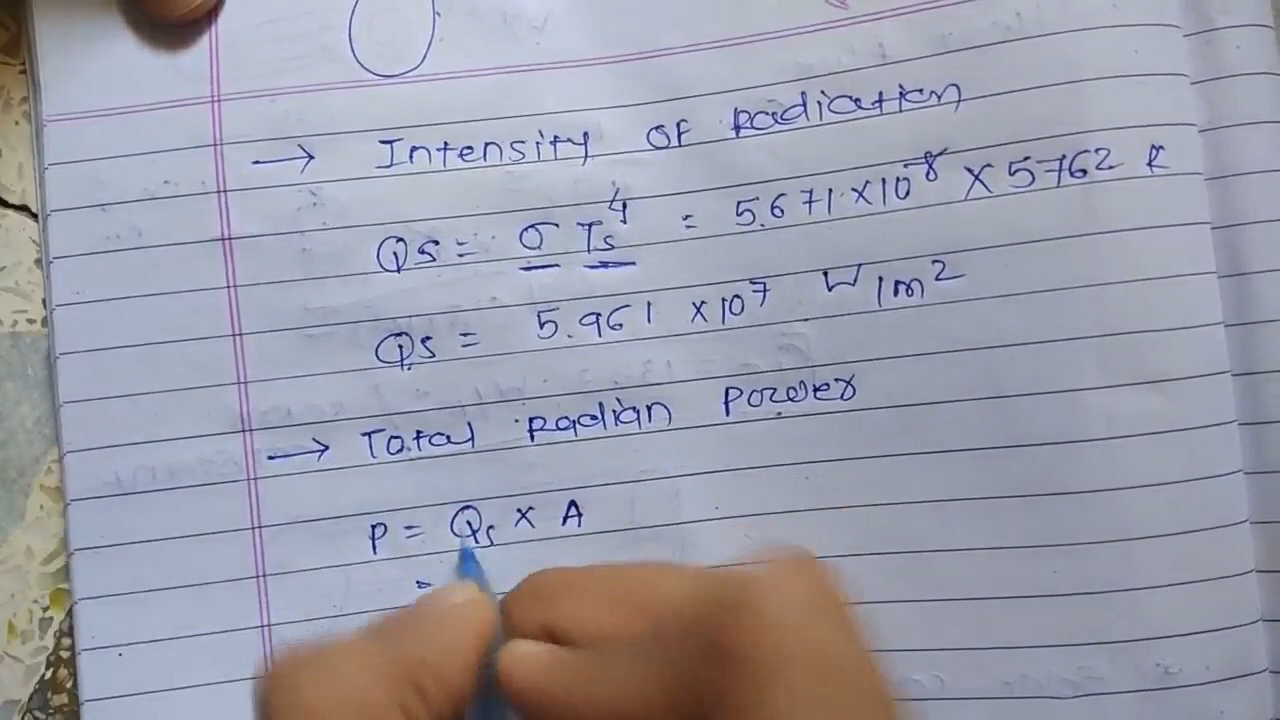 → Intensity OF Radiation
Qs = σ Ts⁴ = 5.671 × 10⁻⁸ × 5762 K
Qs = 5.961 × 10⁷ W/m²
→ Total Radian Power
P = Qs × A
=